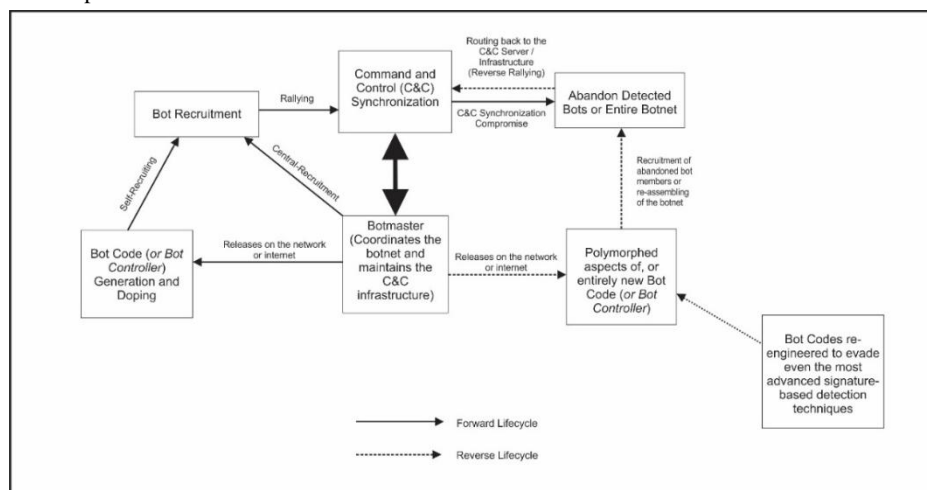 Routing back to the
C&C Server /
Infrastructure
(Reverse Rallying)
Command and
Control (C&C)
Synchronization
Rallying
Bot Recruitment
C&C Synchronization
Compromise
Abandon Detected
Bots or Entire Botnet
Self-Recruiting
Central-Recruitment
Recruitment of
abandoned bot
members or
re-assembling
of the botnet
Bot Code (or Bot
Controller)
Generation and
Doping
Releases on the network
or internet
Botmaster
(Coordinates the
botnet and
maintains the
C&C
infrastructure)
Releases on the network
or internet
Polymorphed
aspects of, or
entirely new Bot
Code (or Bot
Controller)
Bot Codes re-
engineered to evade
even the most
advanced signature-
based detection
techniques
Forward Lifecycle
Reverse Lifecycle